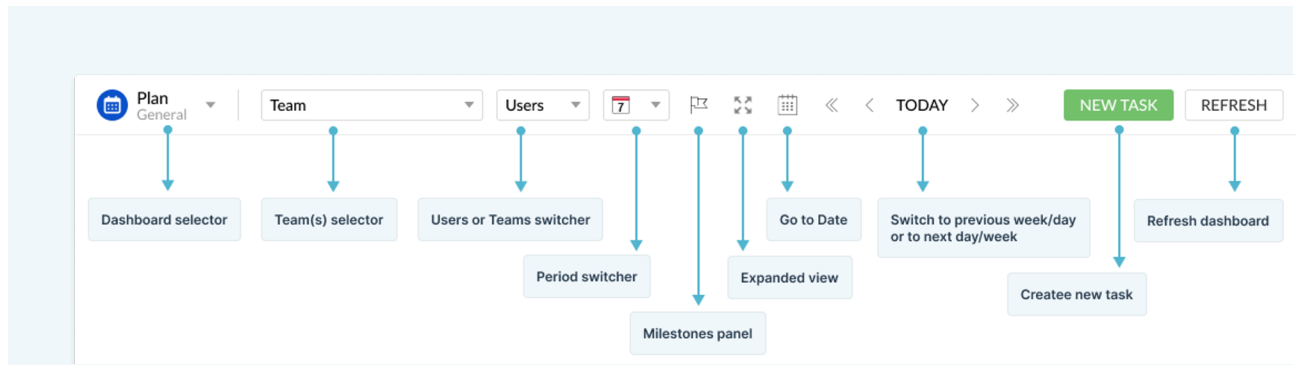 Plan
General
Team
Users
7
TODAY
NEW TASK
REFRESH
Dashboard selector
Team(s) selector
Users or Teams switcher
Go to Date
Switch to previous week/day
or to next day/week
Refresh dashboard
Period switcher
Expanded view
Createe new task
Milestones panel